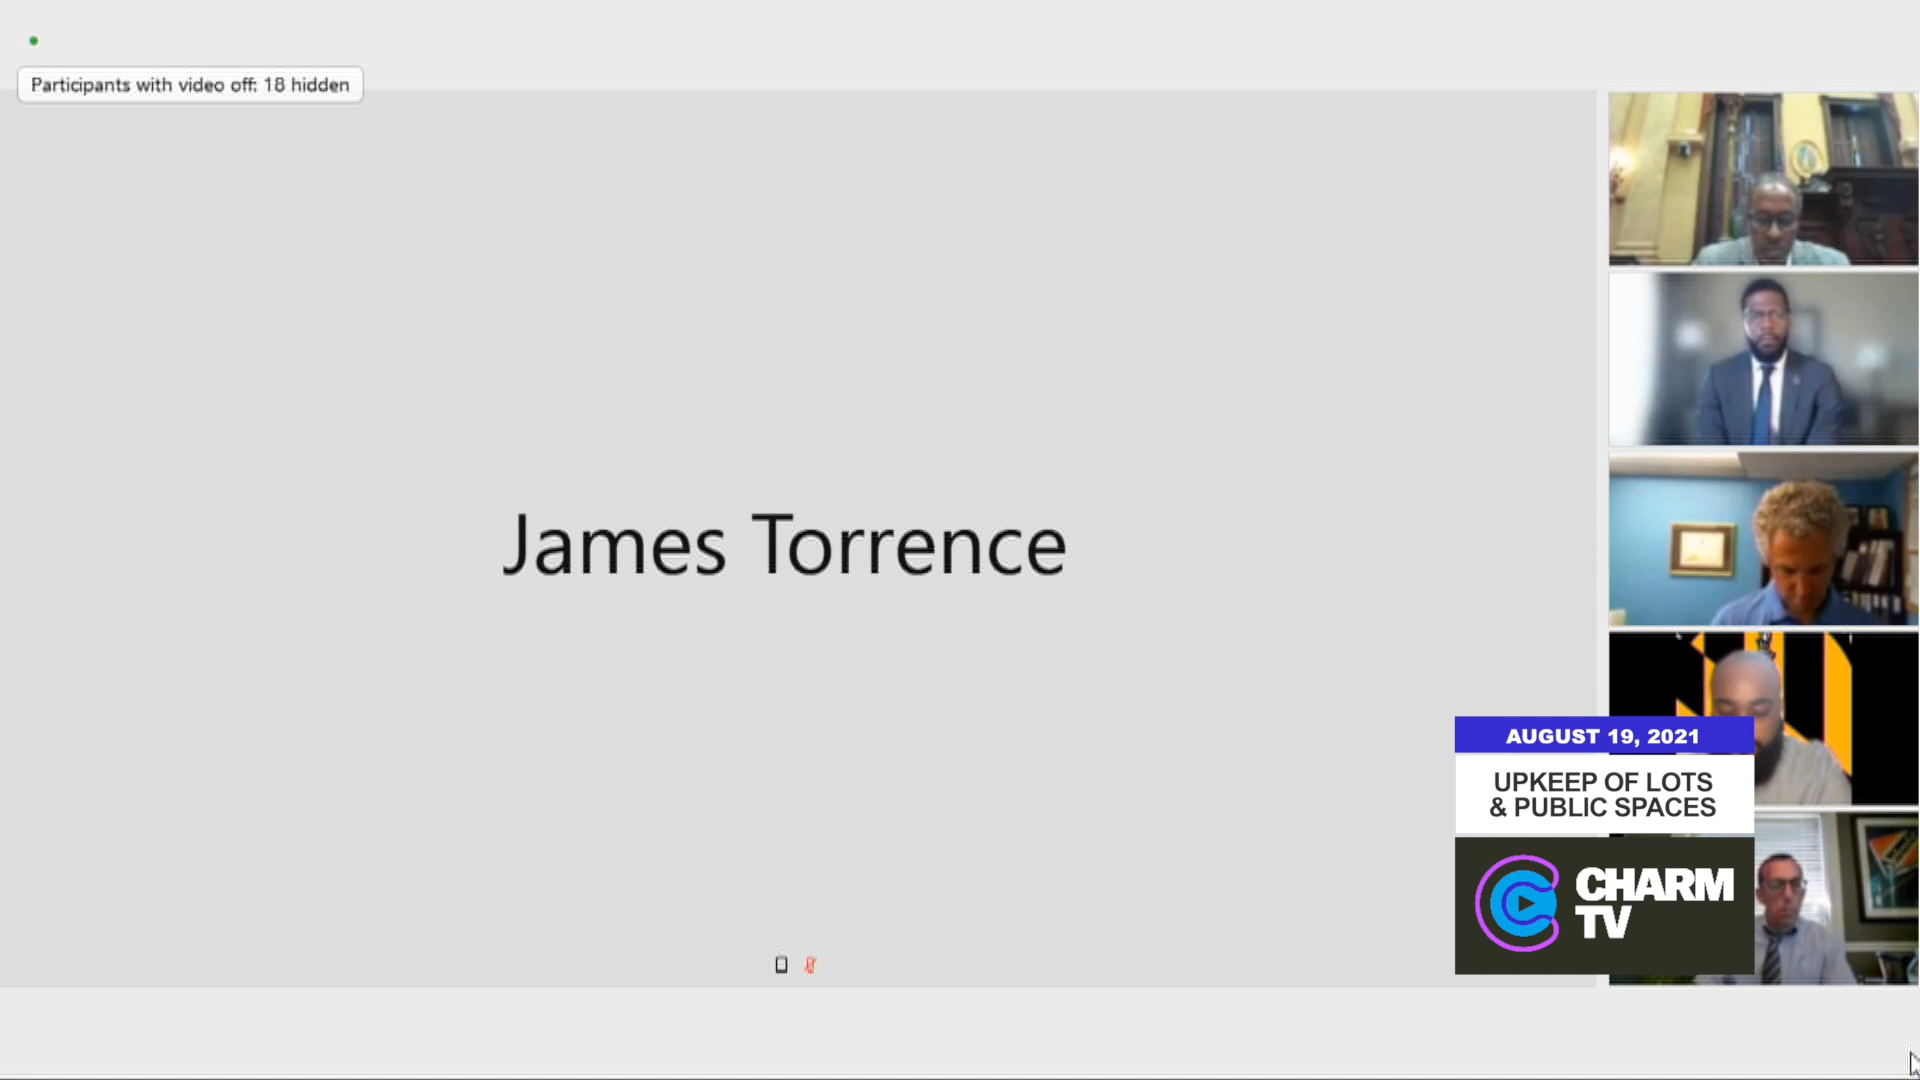 Participants with video off: 18 hidden
James Torrence
AUGUST 19, 2021
UPKEEP OF LOTS
& PUBLIC SPACES
CHARM
TV